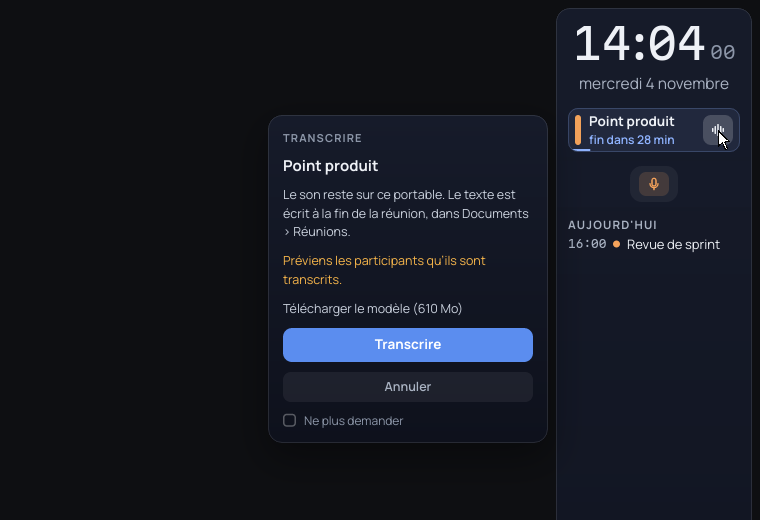 14:04 00
mercredi 4 novembre
Point produit
fin dans 28 min
AUJOURD'HUI
16:00 Revue de sprint
TRANSCRIRE
Point produit
Le son reste sur ce portable. Le texte est
écrit à la fin de la réunion, dans Documents
› Réunions.
Préviens les participants qu'ils sont
transcrits.
Télécharger le modèle (610 Mo)
Transcrire
Annuler
Ne plus demander